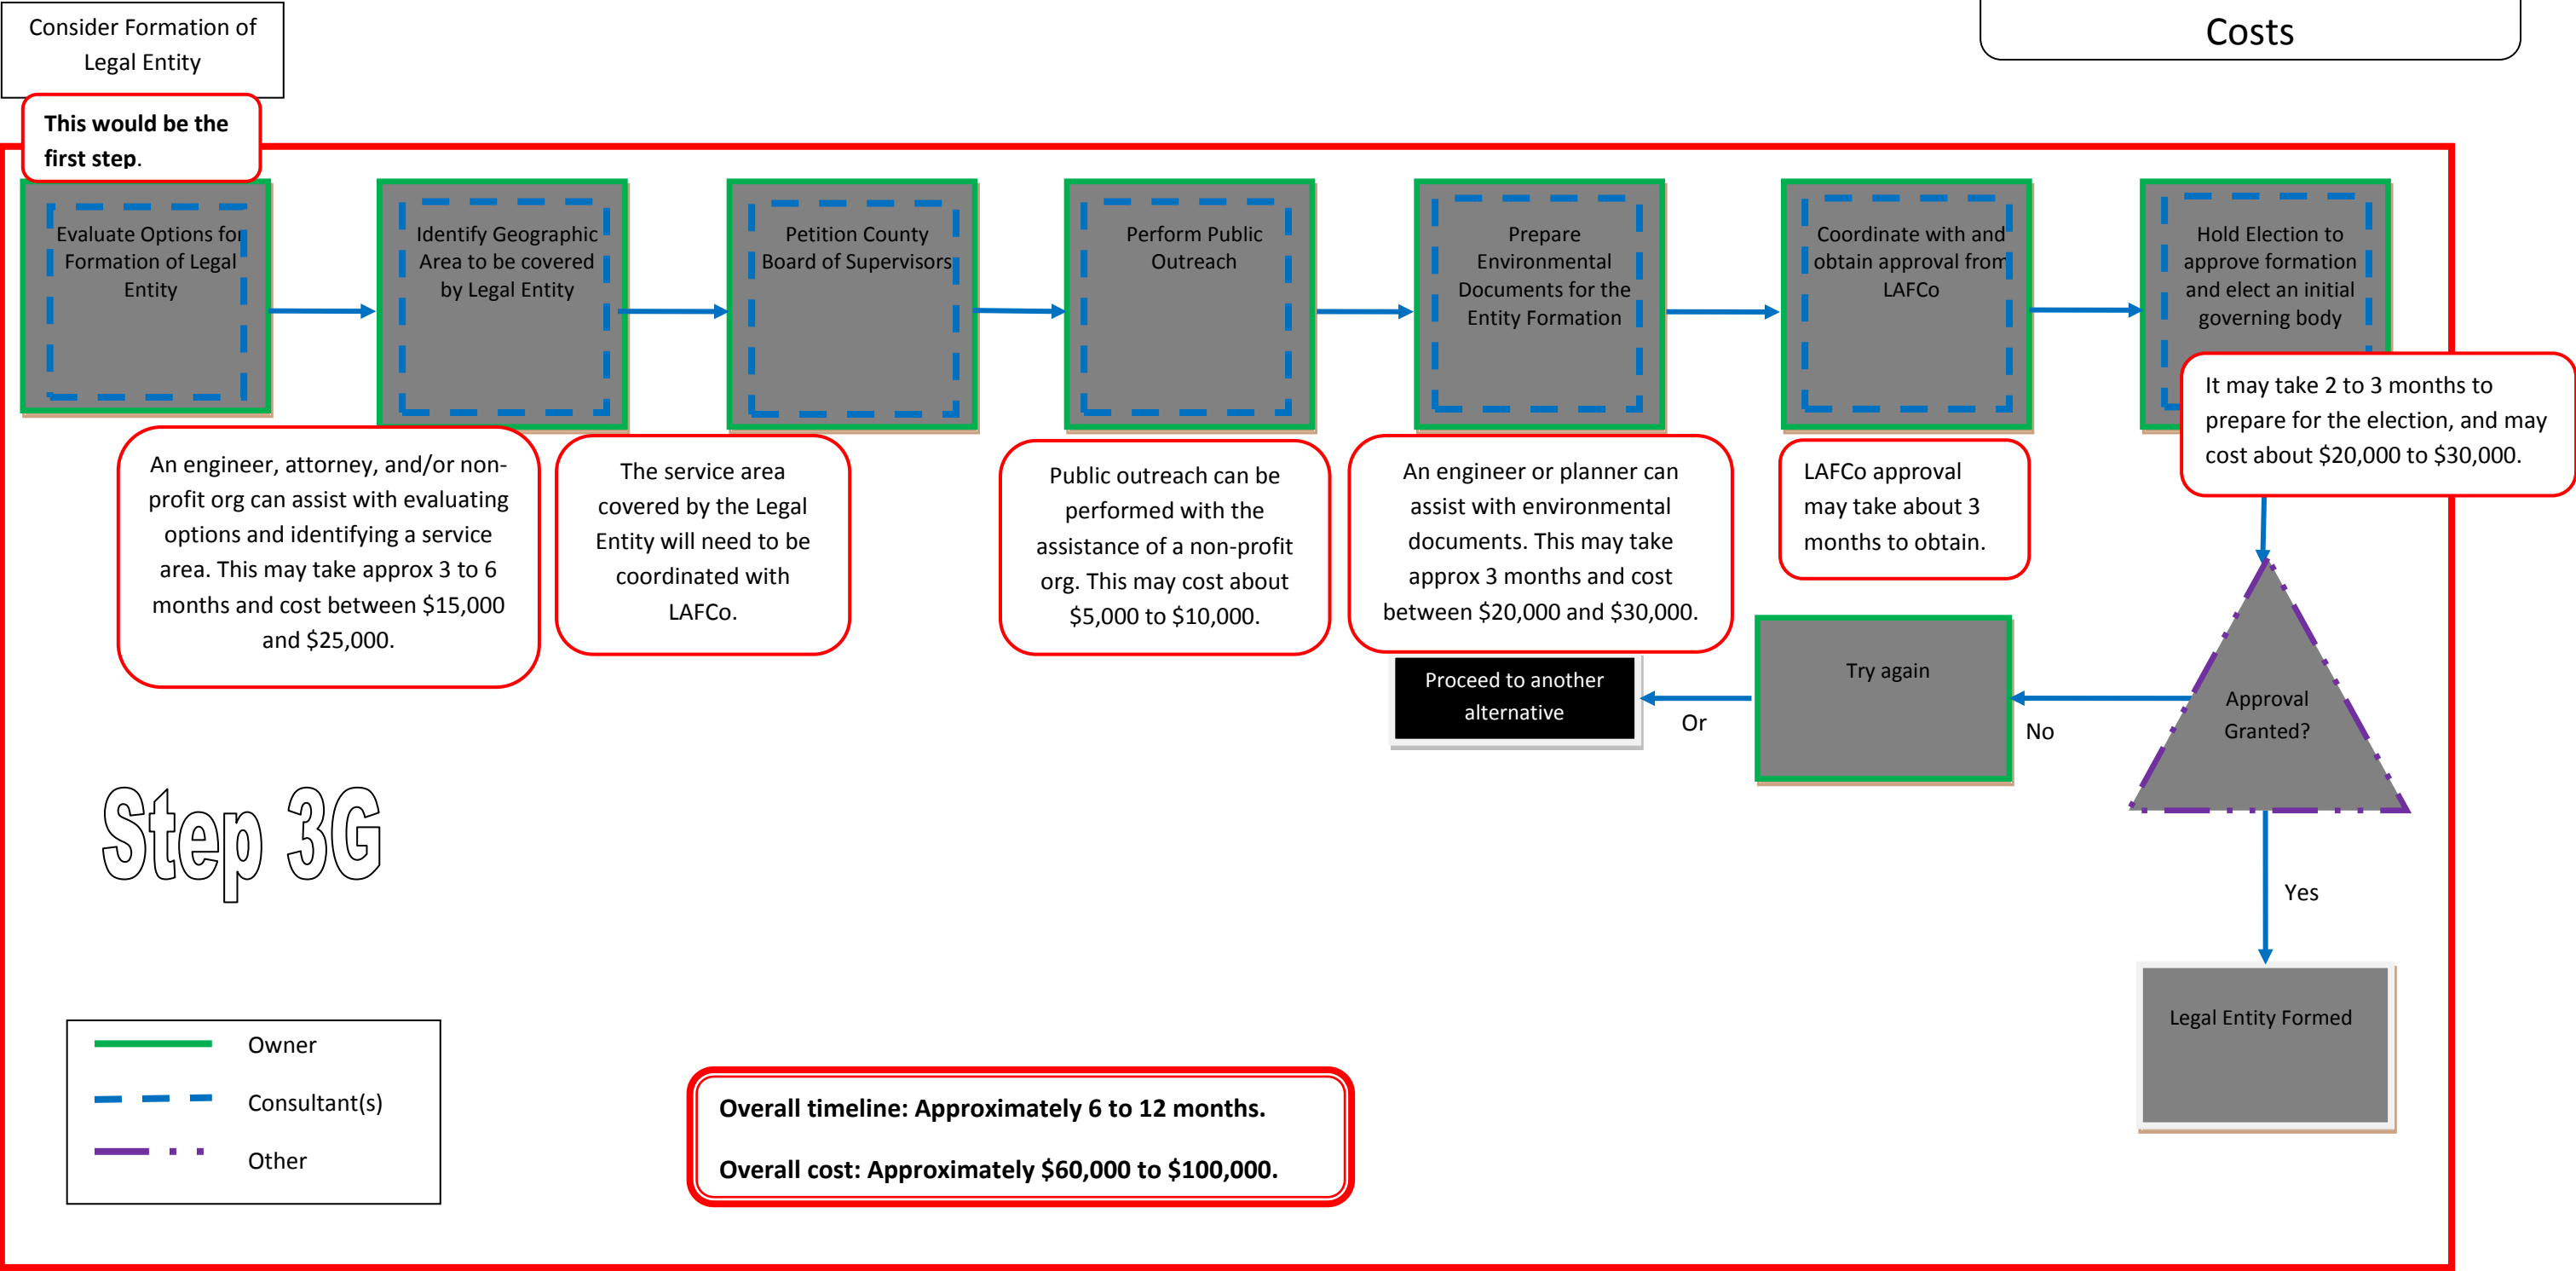 Consider Formation of
Legal Entity
Costs
This would be the
first step.
Evaluate Options for
Formation of Legal
Entity
Identify Geographic
Area to be covered
by Legal Entity
Petition County
Board of Supervisors
Perform Public
Outreach
Prepare
Environmental
Documents for the
Entity Formation
Coordinate with and
obtain approval from
LAFCo
Hold Election to
approve formation
and elect an initial
governing body
An engineer, attorney, and/or non-
profit org can assist with evaluating
options and identifying a service
area. This may take approx 3 to 6
months and cost between $15,000
and $25,000.
The service area
covered by the Legal
Entity will need to be
coordinated with
LAFCo.
Public outreach can be
performed with the
assistance of a non-profit
org. This may cost about
$5,000 to $10,000.
An engineer or planner can
assist with environmental
documents. This may take
approx 3 months and cost
between $20,000 and $30,000.
LAFCo approval
may take about 3
months to obtain.
It may take 2 to 3 months to
prepare for the election, and may
cost about $20,000 to $30,000.
Approval
Granted?
No
Try again
Or
Proceed to another
alternative
Yes
Legal Entity Formed
Step 3G
Owner
Consultant(s)
Other
Overall timeline: Approximately 6 to 12 months.
Overall cost: Approximately $60,000 to $100,000.